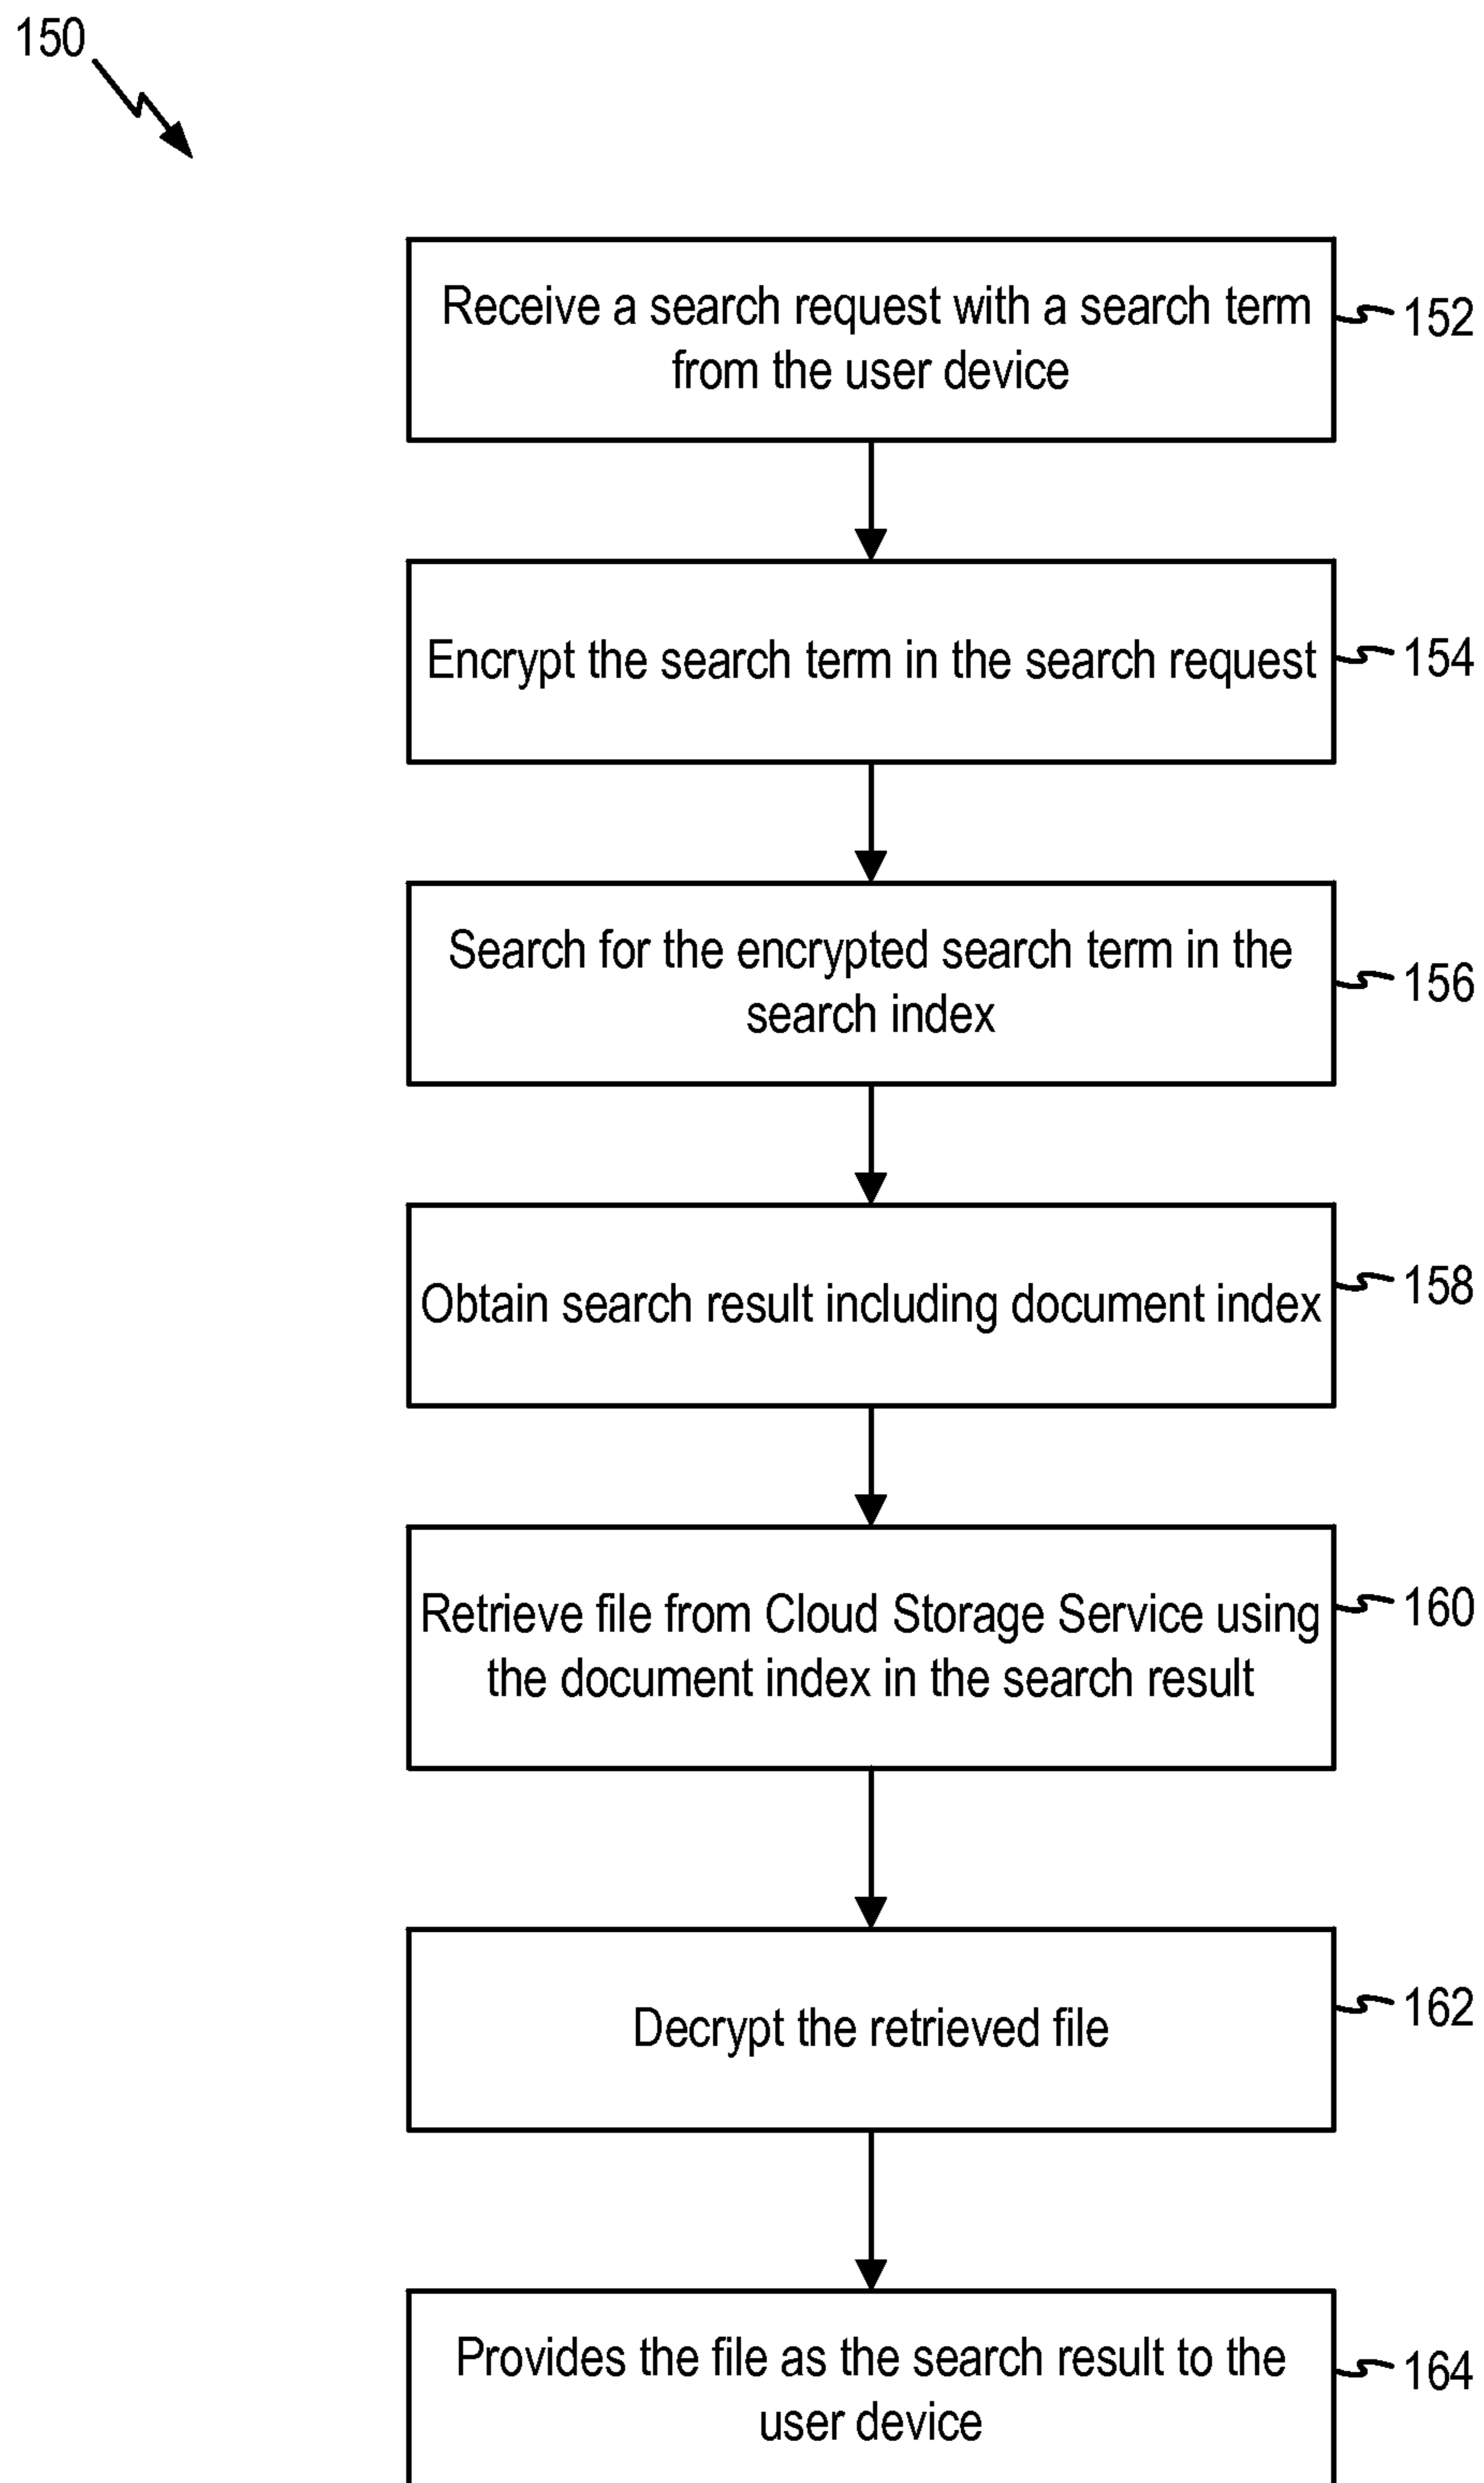 150
Receive a search request with a search term
from the user device
152
Encrypt the search term in the search request
154
Search for the encrypted search term in the
search index
156
Obtain search result including document index
158
Retrieve file from Cloud Storage Service using
the document index in the search result
160
Decrypt the retrieved file
162
Provides the file as the search result to the
user device
164